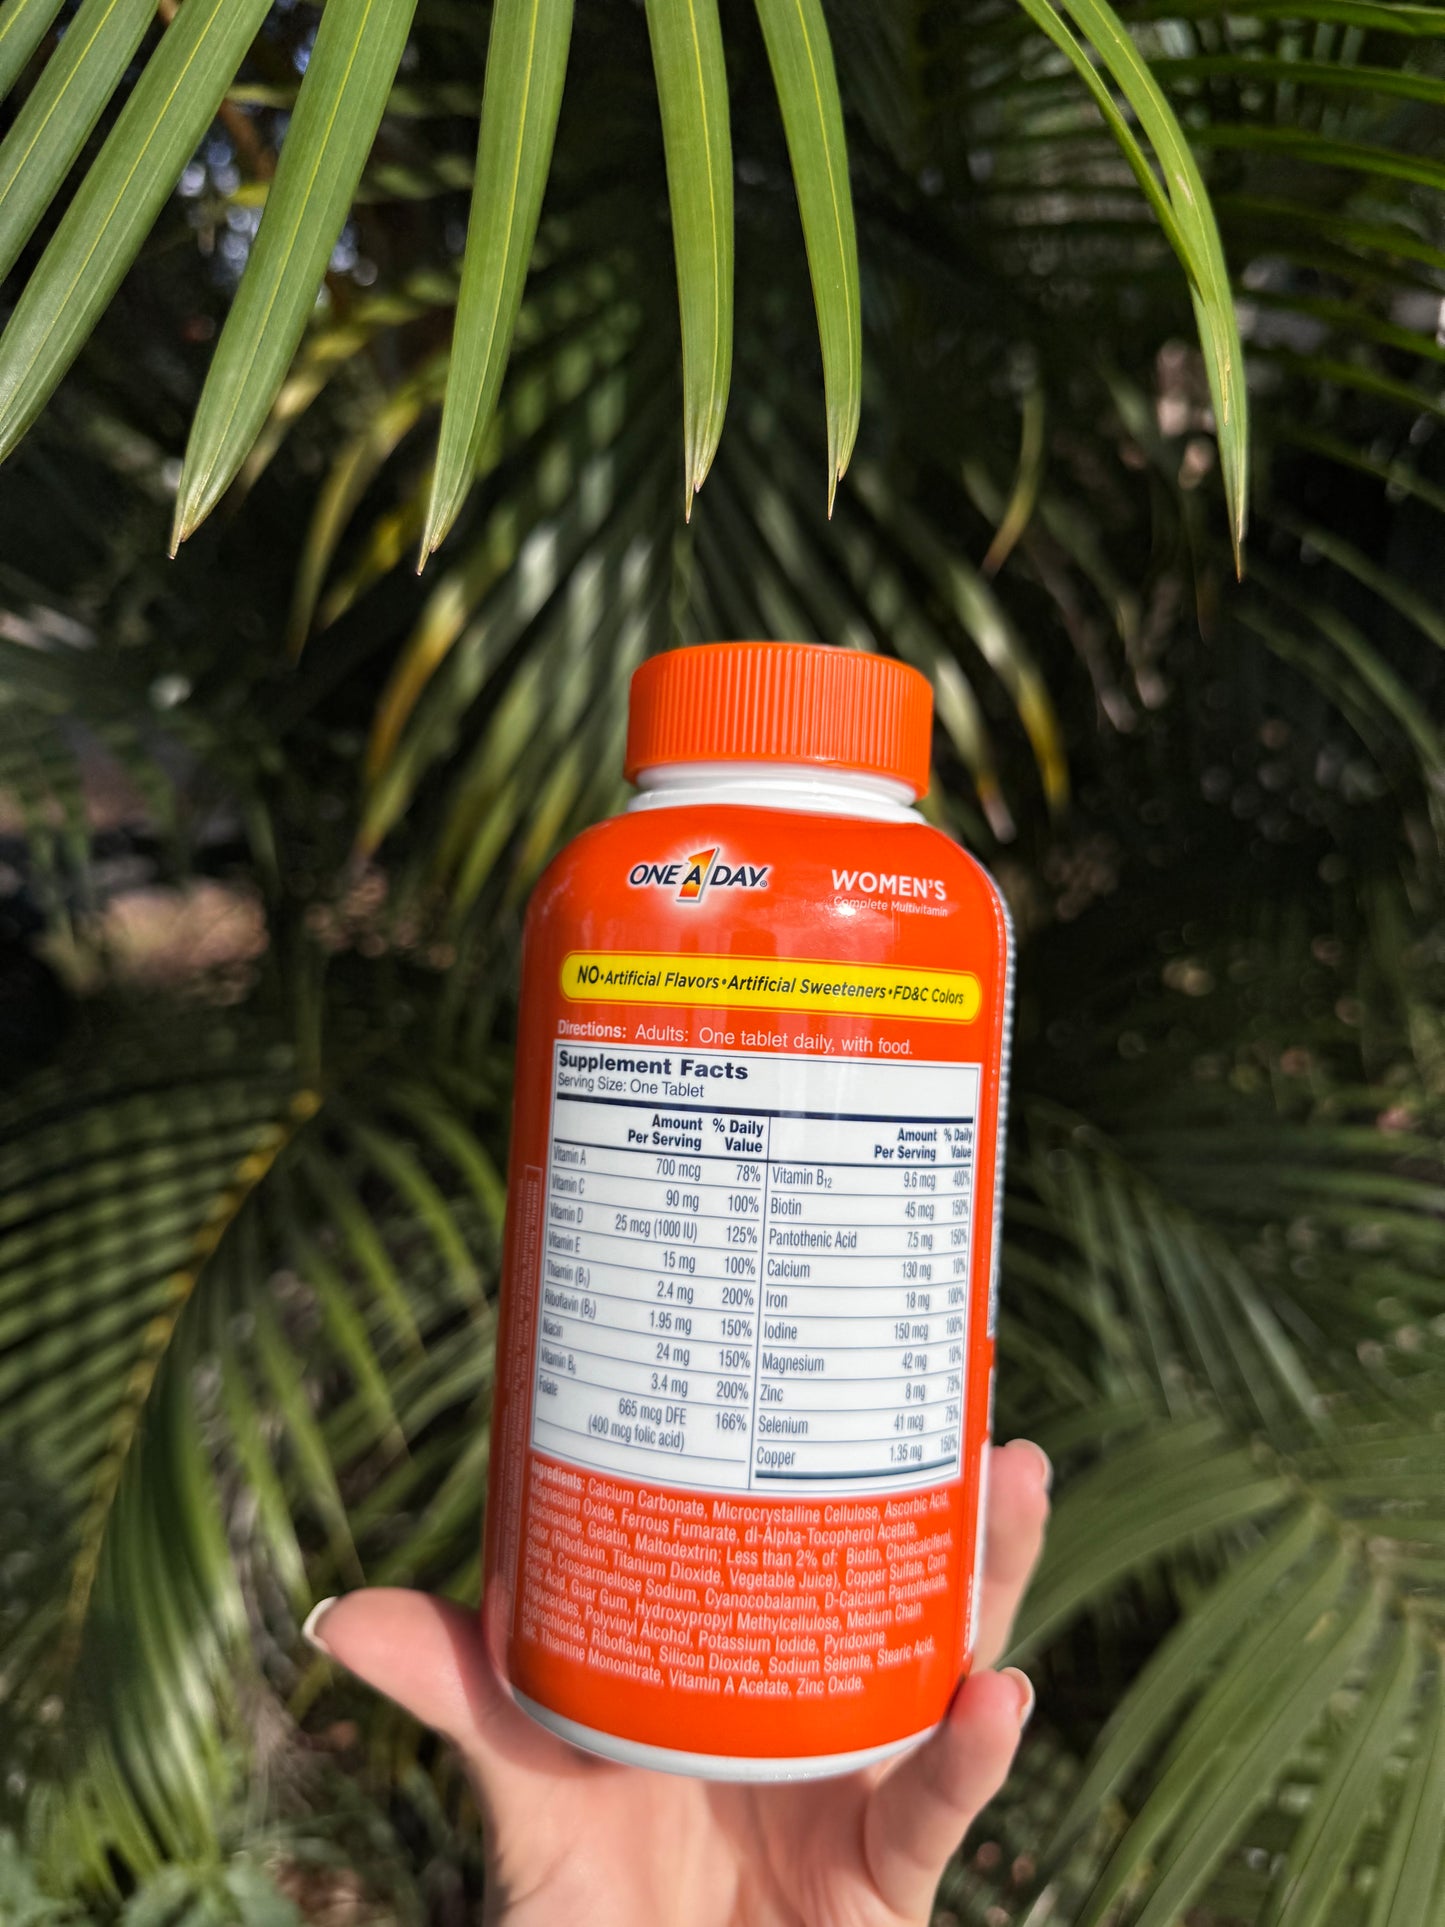 ONE A DAY® WOMEN'S
Complete Multivitamin
NO•Artificial Flavors•Artificial Sweeteners•FD&C Colors
Directions: Adults: One tablet daily, with food.
Supplement Facts
Serving Size: One Tablet
Amount Per Serving % Daily Value
Vitamin A 700 mcg 78%
Vitamin C 90 mg 100%
Vitamin D 25 mcg (1000 IU) 125%
Vitamin E 15 mg 100%
Thiamin (B1) 2.4 mg 200%
Riboflavin (B2) 1.95 mg 150%
Niacin 24 mg 150%
Vitamin B6 3.4 mg 200%
Folate 665 mcg DFE 166%
(400 mcg folic acid)
Amount Per Serving % Daily Value
Vitamin B12 9.6 mcg 400%
Biotin 45 mcg 150%
Pantothenic Acid 7.5 mg 150%
Calcium 130 mg 10%
Iron 18 mg 100%
Iodine 150 mcg 100%
Magnesium 42 mg 10%
Zinc 8 mg 73%
Selenium 41 mcg 75%
Copper 1.35 mg 150%
Ingredients: Calcium Carbonate, Microcrystalline Cellulose, Ascorbic Acid,
Magnesium Oxide, Ferrous Fumarate, dl-Alpha-Tocopherol Acetate,
Niacinamide, Gelatin, Maltodextrin; Less than 2% of: Biotin, Cholecalciferol,
Color (Riboflavin, Titanium Dioxide, Vegetable Juice), Copper Sulfate, Corn
Starch, Croscarmellose Sodium, Cyanocobalamin, D-Calcium Pantothenate,
Folic Acid, Guar Gum, Hydroxypropyl Methylcellulose, Medium Chain
Triglycerides, Polyvinyl Alcohol, Potassium Iodide, Pyridoxine
Hydrochloride, Riboflavin, Silicon Dioxide, Sodium Selenite, Stearic Acid,
Talc, Thiamine Mononitrate, Vitamin A Acetate, Zinc Oxide.